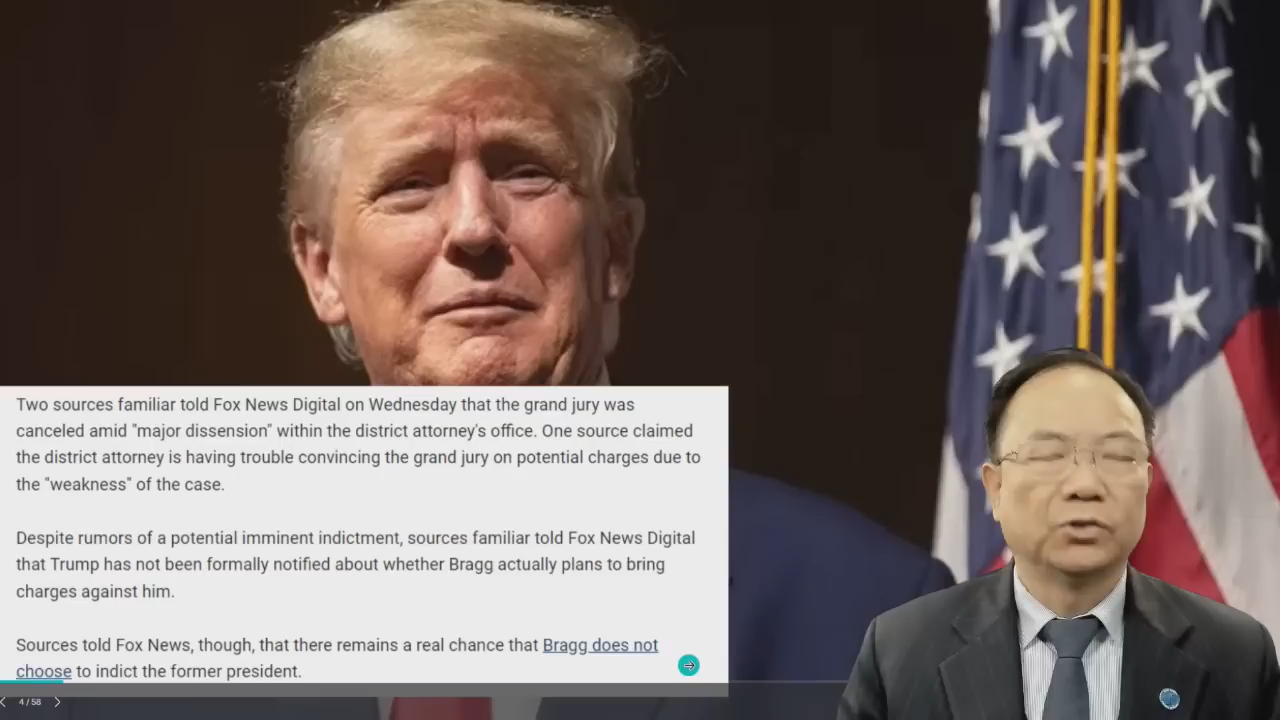 Two sources familiar told Fox News Digital on Wednesday that the grand jury was
canceled amid "major dissension" within the district attorney's office. One source claimed
the district attorney is having trouble convincing the grand jury on potential charges due to
the "weakness" of the case.
Despite rumors of a potential imminent indictment, sources familiar told Fox News Digital
that Trump has not been formally notified about whether Bragg actually plans to bring
charges against him.
Sources told Fox News, though, that there remains a real chance that Bragg does not
choose to indict the former president.
4 / 58